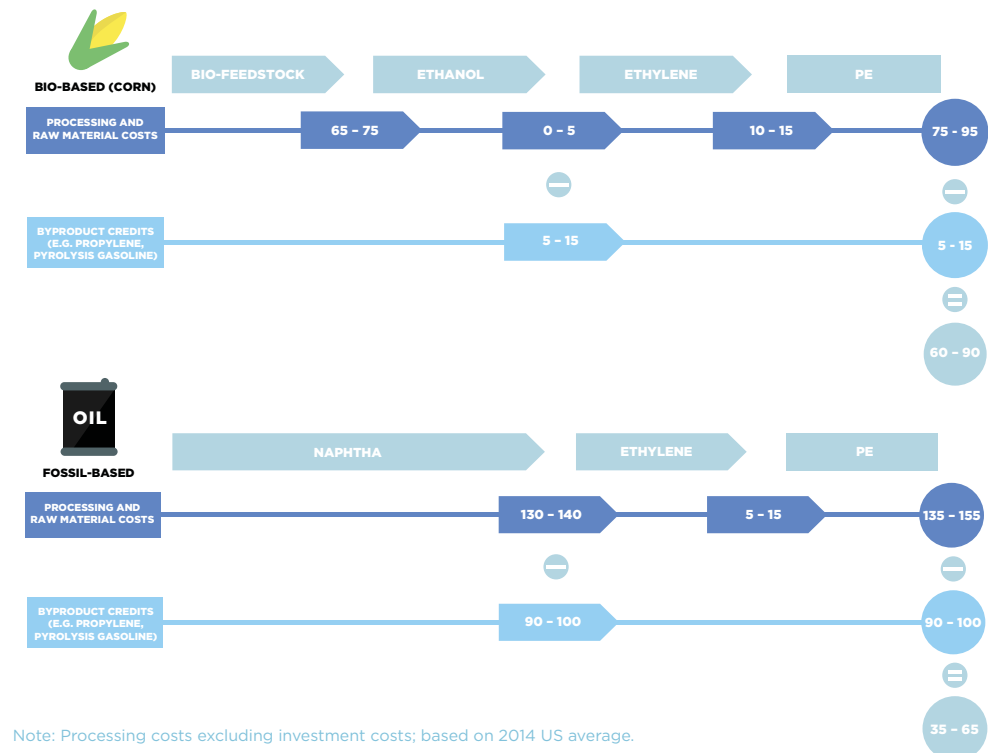 BIO-BASED (CORN)
BIO-FEEDSTOCK
ETHANOL
ETHYLENE
PE
PROCESSING AND
RAW MATERIAL COSTS
65 – 75
0 – 5
10 – 15
75 - 95
BYPRODUCT CREDITS
(E.G. PROPYLENE,
PYROLYSIS GASOLINE)
5 – 15
5 - 15
60 – 90
OIL
FOSSIL-BASED
NAPHTHA
ETHYLENE
PE
PROCESSING AND
RAW MATERIAL COSTS
130 – 140
5 – 15
135 – 155
BYPRODUCT CREDITS
(E.G. PROPYLENE,
PYROLYSIS GASOLINE)
90 – 100
90 – 100
35 – 65
Note: Processing costs excluding investment costs; based on 2014 US average.